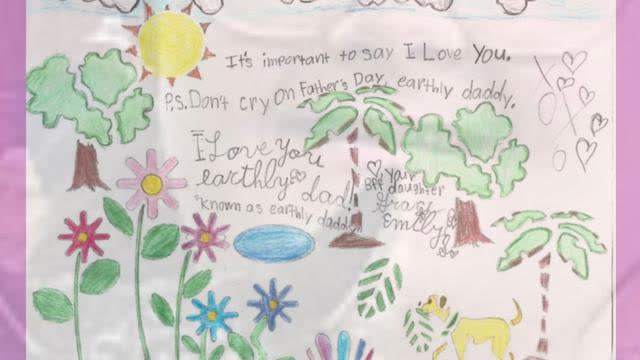 It's important to say I Love You.
P.S. Don't cry on Father's Day, earthly daddy.
I Love you
earthly dad!
"Known as earthly daddy"
Your
BFF daughter
Grace
Emily